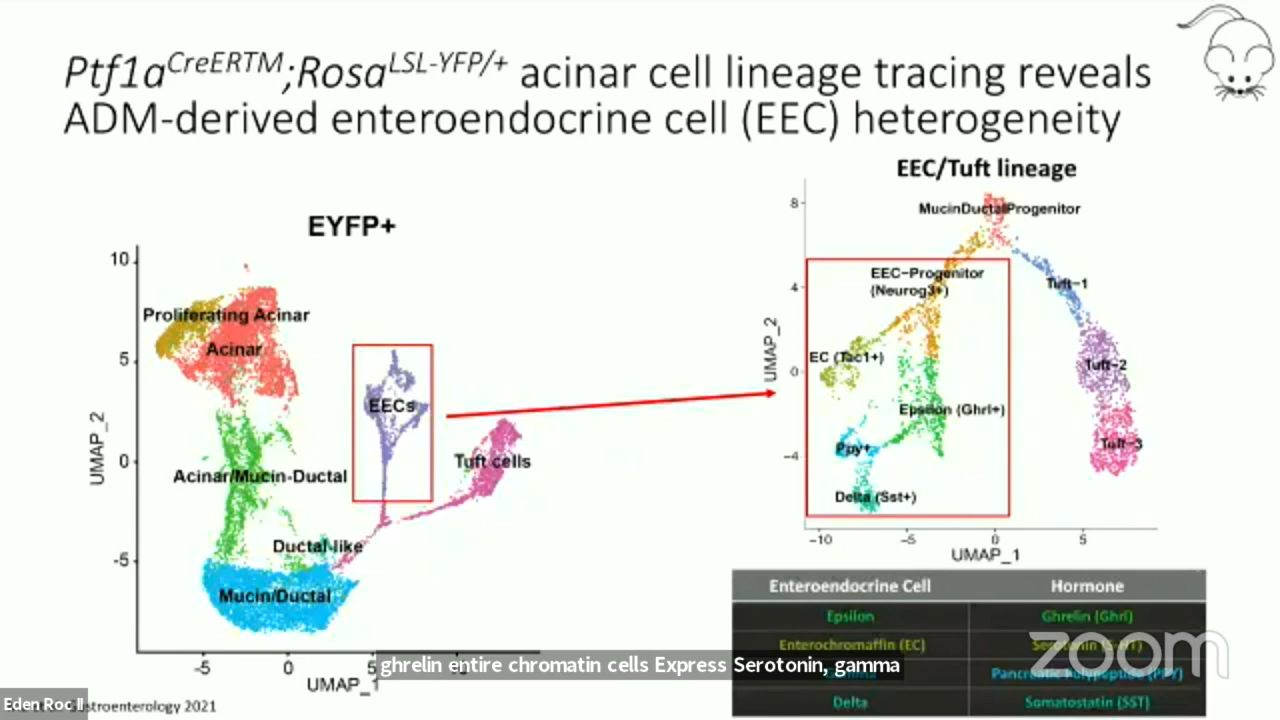 Ptf1aCreERTM;RosaLSL-YFP/+ acinar cell lineage tracing reveals
ADM-derived enteroendocrine cell (EEC) heterogeneity
EYFP+
10
5
0
-5
UMAP_2
Proliferating Acinar
Acinar
EECs
Tuft cells
Acinar/Mucin-Ductal
Ductal-like
Mucin/Ductal
-5
0
5
UMAP_1
EEC/Tuft lineage
8
4
0
−4
UMAP_2
MucinDuctalProgenitor
EEC−Progenitor
(Neurog3+)
Tuft−1
EC (Tac1+)
Tuft−2
Epsilon (Ghrl+)
Ppy+
Tuft−3
Delta (Sst+)
−10
−5
0
5
UMAP_1
Enteroendocrine Cell Hormone
Epsilon Ghrelin (Ghrl)
Enterochromaffin (EC) Serotonin (5-HT)
Pancreatic Polypeptide (PPY)
Delta Somatostatin (SST)
zoom
ghrelin entire chromatin cells Express Serotonin, gamma
Gastroenterology 2021